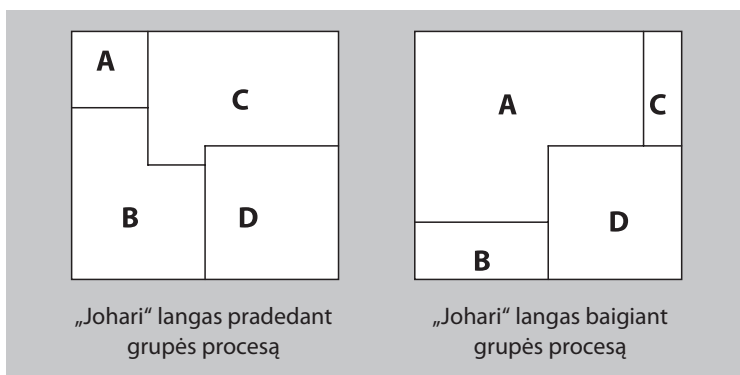 A
C
B
D
„Johari“ langas pradedant
grupės procesą
A
C
B
D
„Johari“ langas baigiant
grupės procesą